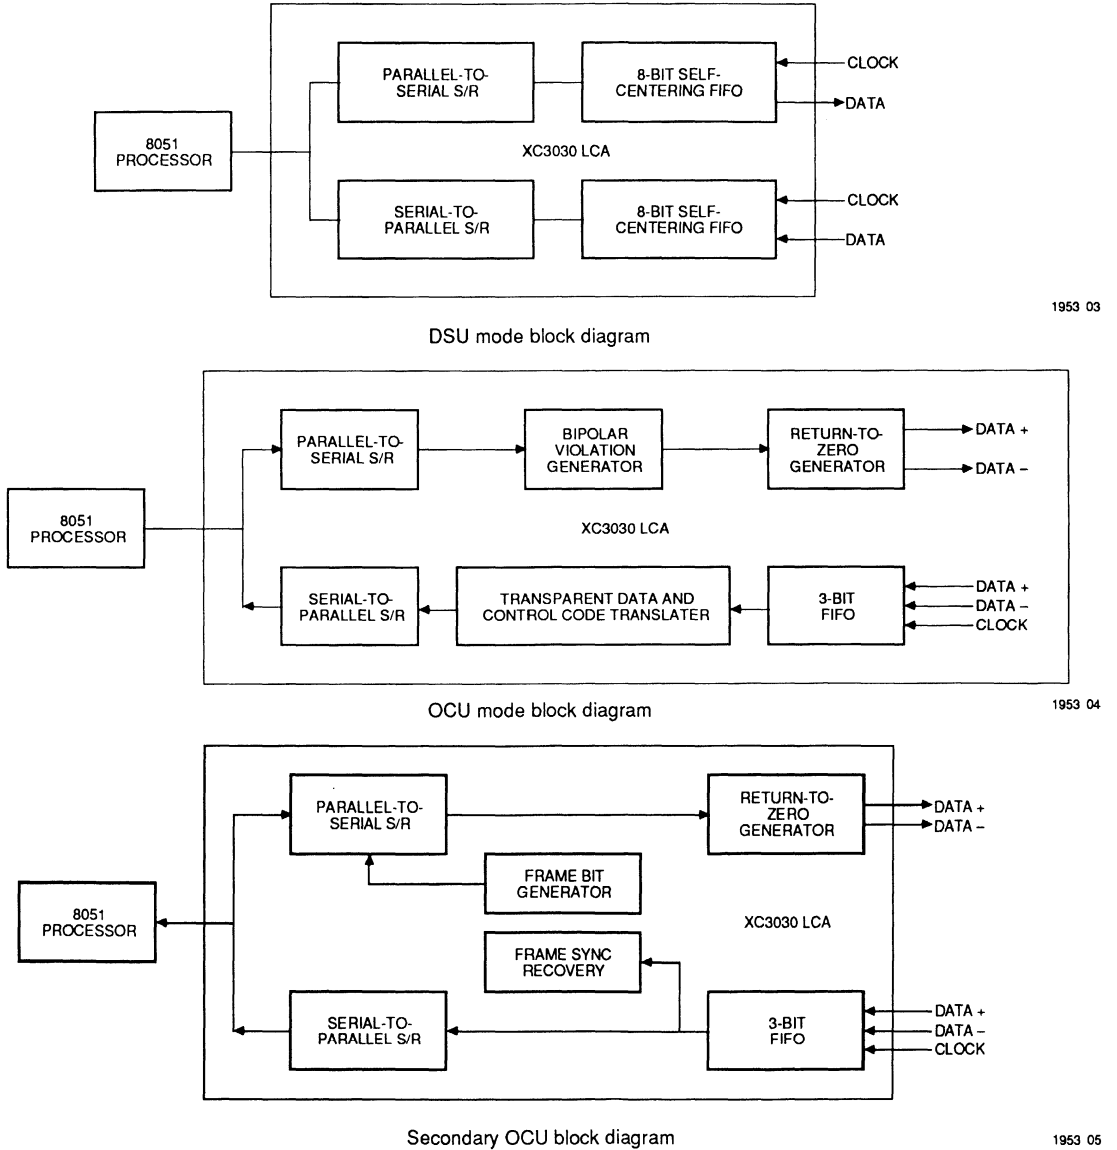 PARALLEL-TO-
SERIAL S/R
8-BIT SELF-
CENTERING FIFO
CLOCK
DATA
8051
PROCESSOR
XC3030 LCA
SERIAL-TO-
PARALLEL S/R
8-BIT SELF-
CENTERING FIFO
CLOCK
DATA
1953 03
DSU mode block diagram
PARALLEL-TO-
SERIAL S/R
BIPOLAR
VIOLATION
GENERATOR
RETURN-TO-
ZERO
GENERATOR
DATA +
DATA –
8051
PROCESSOR
XC3030 LCA
SERIAL-TO-
PARALLEL S/R
TRANSPARENT DATA AND
CONTROL CODE TRANSLATER
3-BIT
FIFO
DATA +
DATA –
CLOCK
1953 04
OCU mode block diagram
PARALLEL-TO-
SERIAL S/R
RETURN-TO-
ZERO
GENERATOR
DATA +
DATA –
FRAME BIT
GENERATOR
8051
PROCESSOR
XC3030 LCA
FRAME SYNC
RECOVERY
SERIAL-TO-
PARALLEL S/R
3-BIT
FIFO
DATA +
DATA –
CLOCK
Secondary OCU block diagram
1953 05